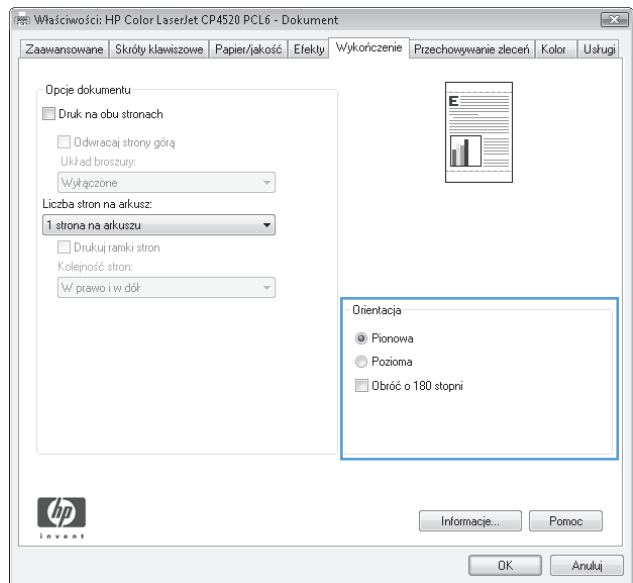 Właściwości: HP Color LaserJet CP4520 PCL6 - Dokument
Zaawansowane Skróty klawiszowe Papier/jakość Efekty Wykończenie Przechowywanie zleceń Kolor Usługi
Opcje dokumentu
Druk na obu stronach
Odwracaj strony górą
Układ broszury:
Wyłączone
Liczba stron na arkusz:
1 strona na arkuszu
Drukuj ramki stron
Kolejność stron:
W prawo i w dół
E
Orientacja
Pionowa
Pozioma
Obróć o 180 stopni
hp
invent
Informacje... Pomoc
OK Anuluj